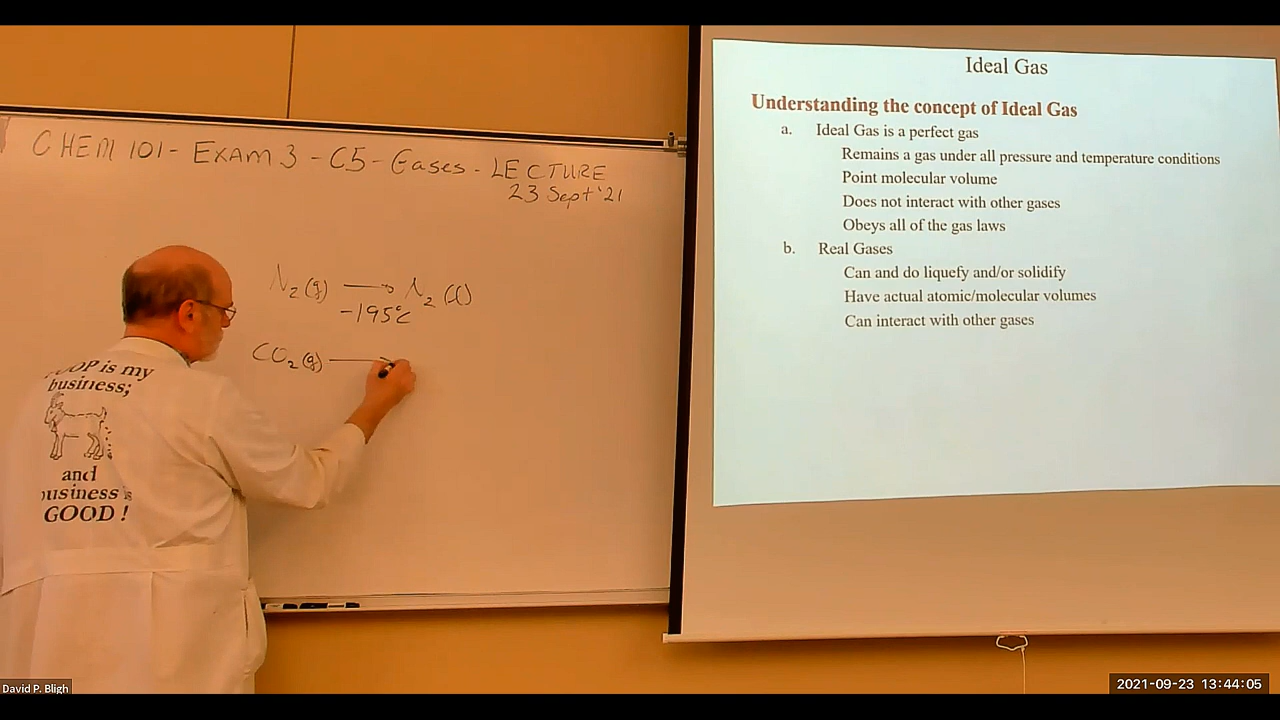 CHEM 101 - EXAM 3 - C5 - Gases - LECTURE
23 Sept '21
N₂(g) → N₂(l)
-195°C
CO₂(g) →
OOP is my
business;
and
usiness is
GOOD !
Ideal Gas
Understanding the concept of Ideal Gas
a. Ideal Gas is a perfect gas
Remains a gas under all pressure and temperature conditions
Point molecular volume
Does not interact with other gases
Obeys all of the gas laws
b. Real Gases
Can and do liquefy and/or solidify
Have actual atomic/molecular volumes
Can interact with other gases
David P. Bligh
2021-09-23 13:44:05